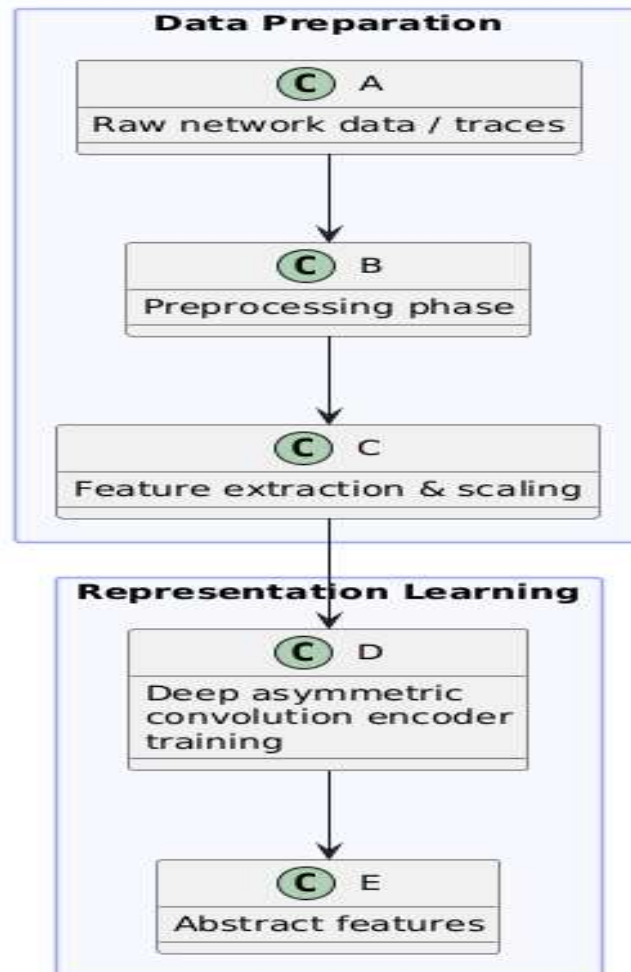 Data Preparation
C A
Raw network data / traces
C B
Preprocessing phase
C C
Feature extraction & scaling
Representation Learning
C D
Deep asymmetric
convolution encoder
training
C E
Abstract features